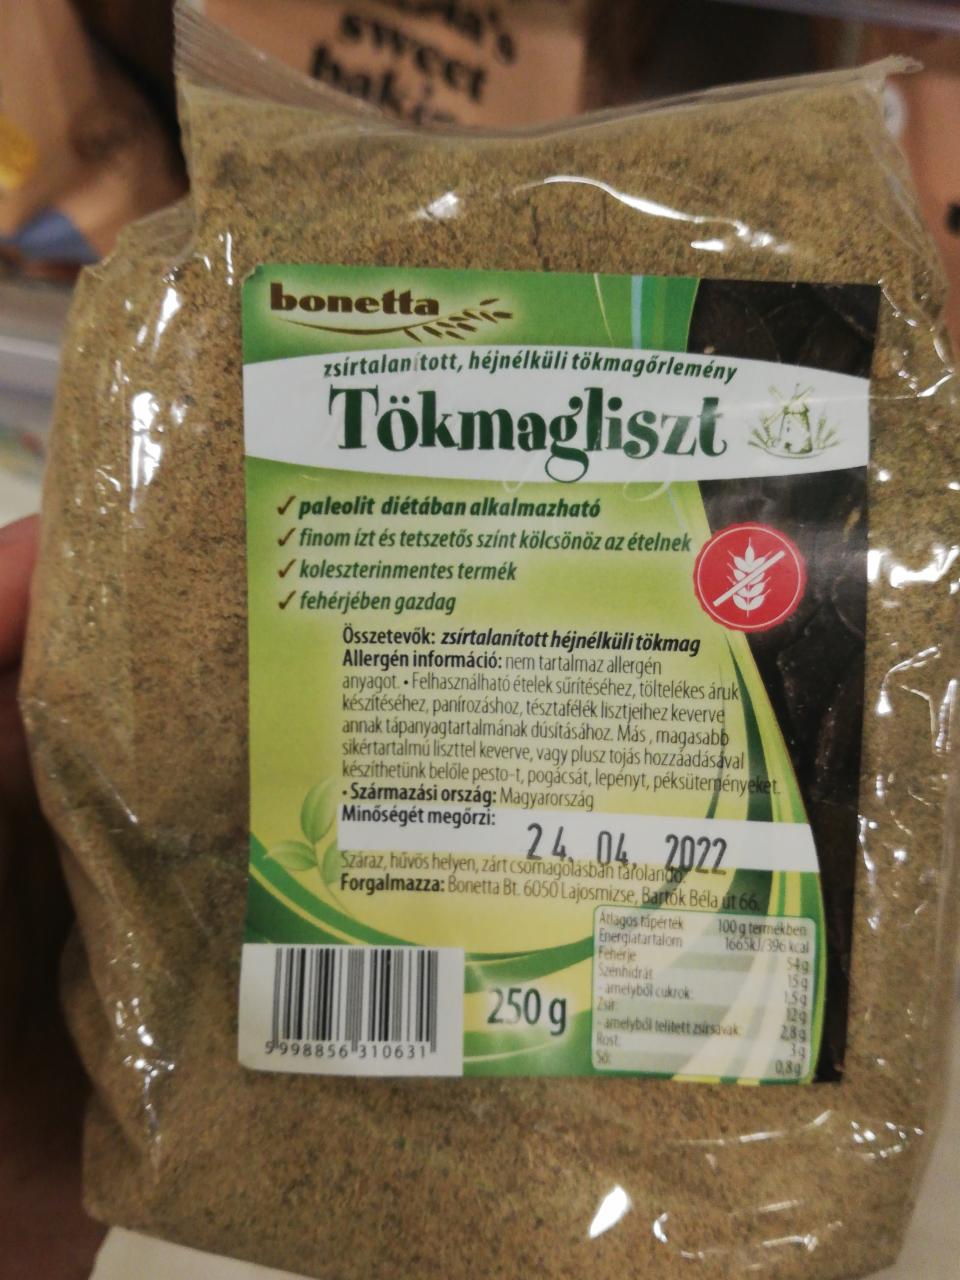 sweet
bonetta
zsírtalanított, héjnélküli tökmagőrlemény
Tökmagliszt
✓ paleolit diétában alkalmazható
✓ finom ízt és tetszetős színt kölcsönöz az ételnek
✓ koleszterinmentes termék
✓ fehérjében gazdag
Összetevők: zsírtalanított héjnélküli tökmag
Allergén információ: nem tartalmaz allergén
anyagot. • Felhasználható ételek sűrítéséhez, töltelékes áruk
készítéséhez, panírozáshoz, tésztafélék lisztjeihez keverve
annak tápanyagtartalmának dúsításához. Más, magasabb
sikértartalmú liszttel keverve, vagy plusz tojás hozzáadásával
készíthetünk belőle pesto-t, pogácsát, lepényt, péksüteményeket.
• Származási ország: Magyarország
Minőségét megőrzi:
24. 04. 2022
Száraz, hűvös helyen, zárt csomagolásban tárolandó.
Forgalmazza: Bonetta Bt. 6050 Lajosmizse, Bartók Béla út 66.
Átlagos tápérték 100 g termékben
Energiatartalom 1665kJ/396 kcal
Fehérje 54g
Szénhidrát 15g
- amelyből cukrok: 1,5g
Zsír: 12g
- amelyből telített zsírsavak: 2,8g
Rost: 3g
Só: 0,8g
250 g
5 998856 310631